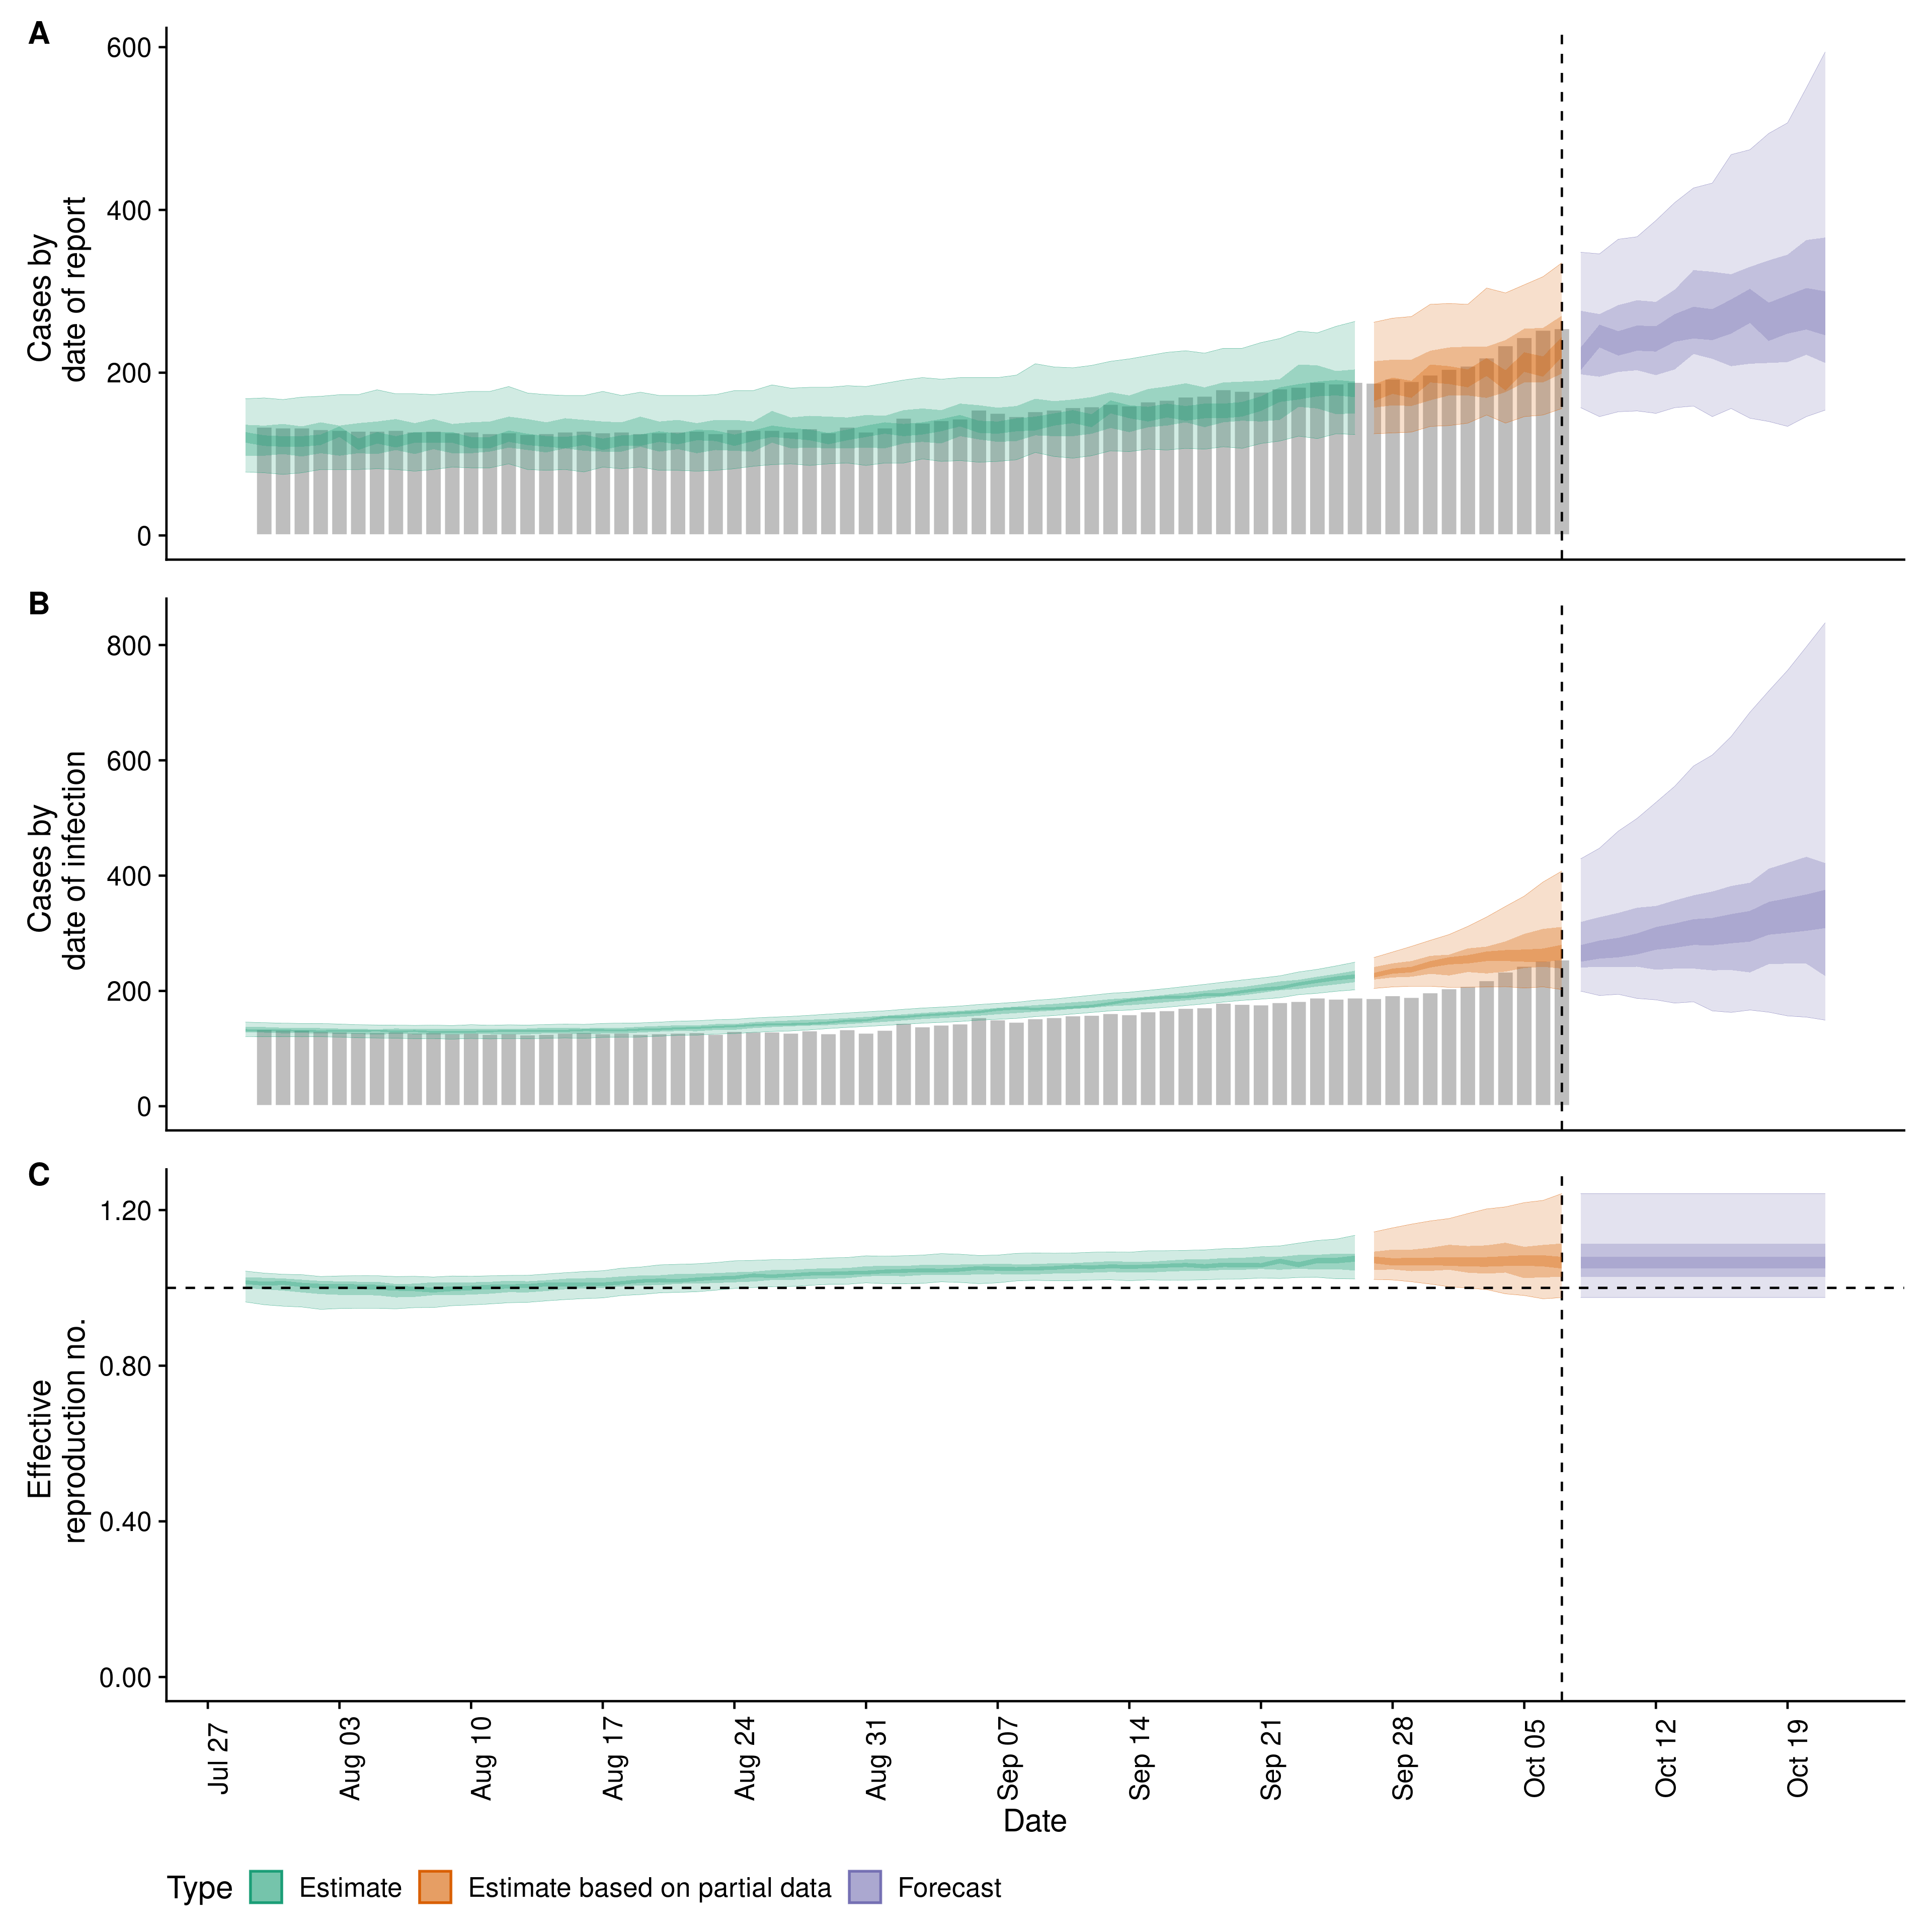 A
600
400
200
0
Cases by
date of report
B
800
600
400
200
0
Cases by
date of infection
C
1.20
0.80
0.40
0.00
Effective
reproduction no.
Jul 27
Aug 03
Aug 10
Aug 17
Aug 24
Aug 31
Sep 07
Sep 14
Sep 21
Sep 28
Oct 05
Oct 12
Oct 19
Date
Type Estimate Estimate based on partial data Forecast